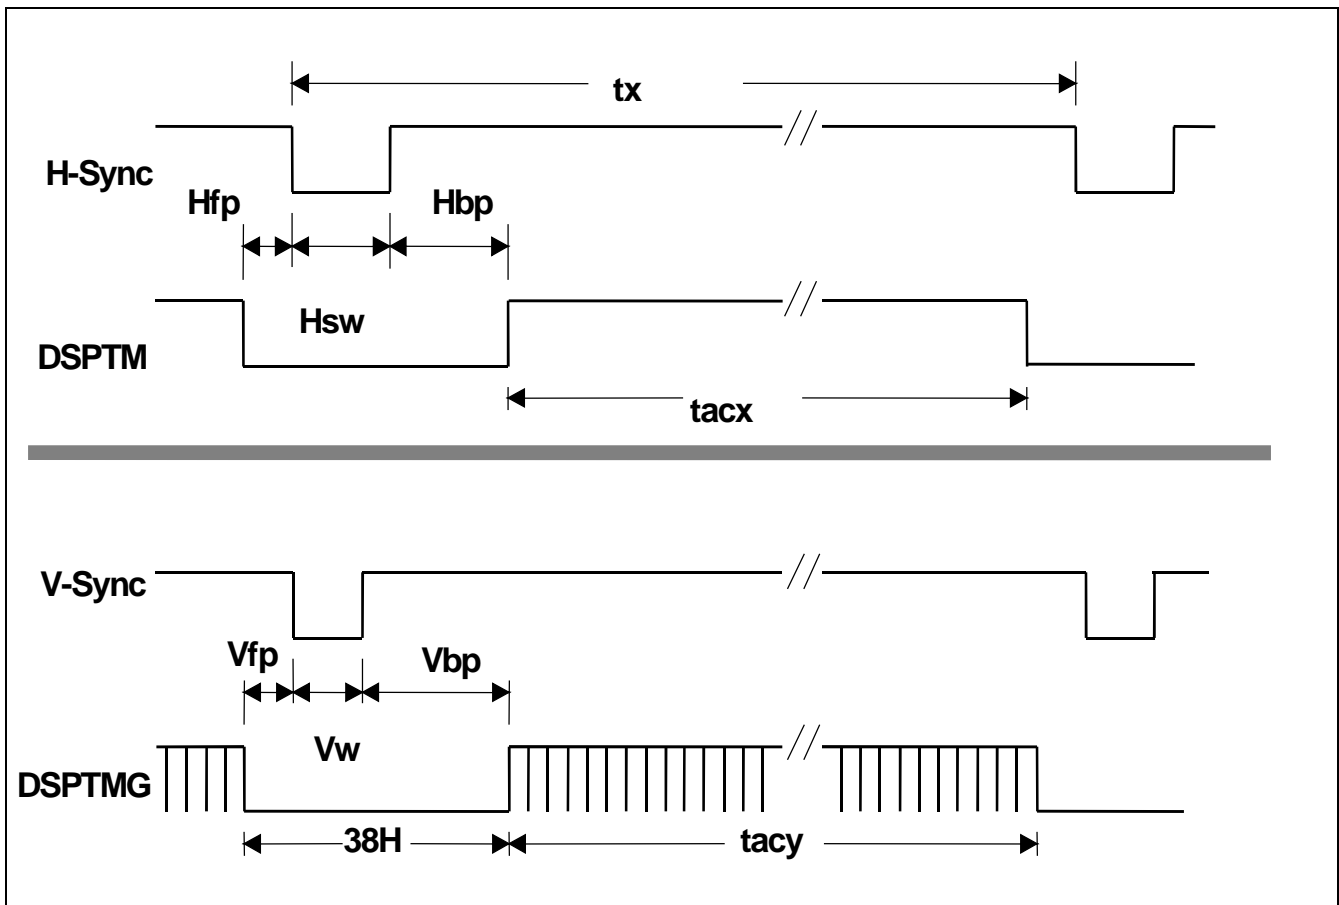 tx
H-Sync
Hfp
Hbp
Hsw
DSPTM
tacx
V-Sync
Vfp
Vbp
Vw
DSPTMG
38H
tacy